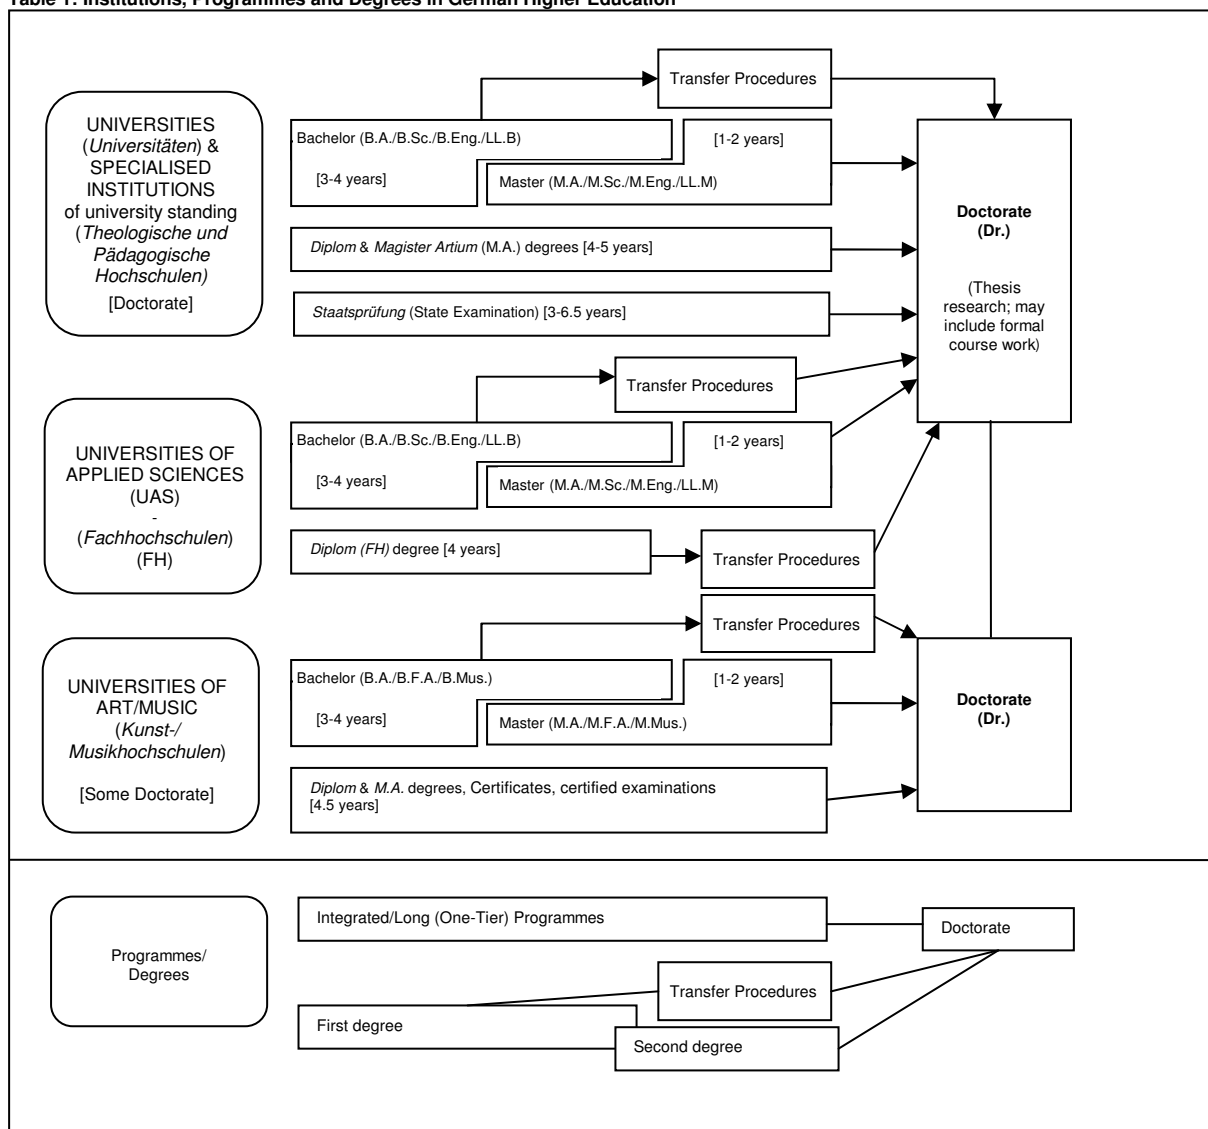 Table 1: Institutions, Programmes and Degrees in German Higher Education
Transfer Procedures
UNIVERSITIES
(Universitäten) &
SPECIALISED
INSTITUTIONS
of university standing
(Theologische und
Pädagogische
Hochschulen)
[Doctorate]
Bachelor (B.A./B.Sc./B.Eng./LL.B)
[3-4 years]
[1-2 years]
Master (M.A./M.Sc./M.Eng./LL.M)
Diplom & Magister Artium (M.A.) degrees [4-5 years]
Staatsprüfung (State Examination) [3-6.5 years]
Doctorate
(Dr.)
(Thesis
research; may
include formal
course work)
Transfer Procedures
UNIVERSITIES OF
APPLIED SCIENCES
(UAS)
-
(Fachhochschulen)
(FH)
Bachelor (B.A./B.Sc./B.Eng./LL.B)
[3-4 years]
[1-2 years]
Master (M.A./M.Sc./M.Eng./LL.M)
Diplom (FH) degree [4 years]
Transfer Procedures
Transfer Procedures
UNIVERSITIES OF
ART/MUSIC
(Kunst-/
Musikhochschulen)
[Some Doctorate]
Bachelor (B.A./B.F.A./B.Mus.)
[3-4 years]
[1-2 years]
Master (M.A./M.F.A./M.Mus.)
Diplom & M.A. degrees, Certificates, certified examinations
[4.5 years]
Doctorate
(Dr.)
Programmes/
Degrees
Integrated/Long (One-Tier) Programmes
Doctorate
Transfer Procedures
First degree
Second degree